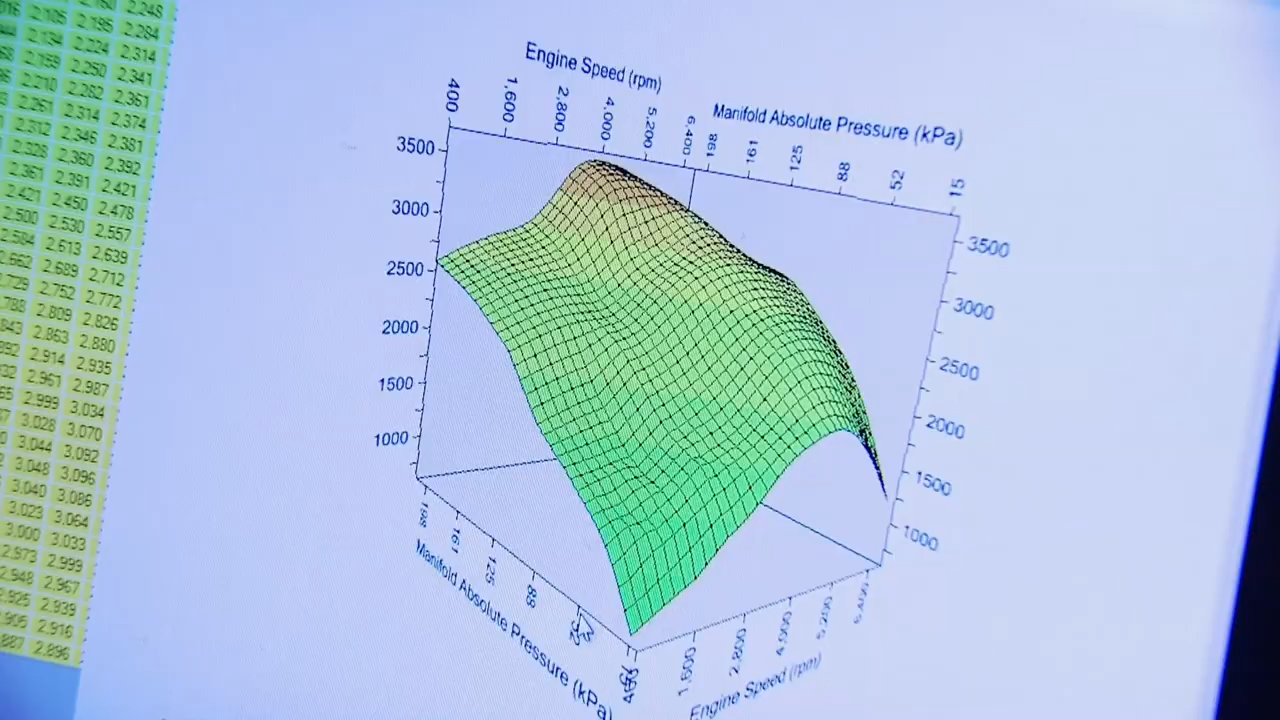 2.248
2.105 2.195 2.284
2.134 2.224 2.314
2.159 2.250 2.341
2.210 2.282 2.361
2.261 2.314 2.374
2.312 2.346 2.381
2.326 2.360 2.392
2.361 2.391 2.421
2.421 2.450 2.478
2.500 2.530 2.557
2.584 2.613 2.639
2.662 2.689 2.712
2.752 2.772
2.809 2.826
2.863 2.880
2.914 2.935
2.961 2.987
2.999 3.034
3.028 3.070
3.044 3.092
3.048 3.096
3.040 3.086
3.023 3.064
3.000 3.033
2.973 2.999
2.948 2.967
2.939
2.916
2.896
Engine Speed (rpm)
400 1,600 2,800 4,000 5,200 6,400
Manifold Absolute Pressure (kPa)
198 161 125 88 52 15
3500
3000
2500
2000
1500
1000
3500
3000
2500
2000
1500
1000
198 161 125 88
Manifold Absolute Pressure (kPa)
1,600 2,800 4,000 5,200 6,400
Engine Speed (rpm)